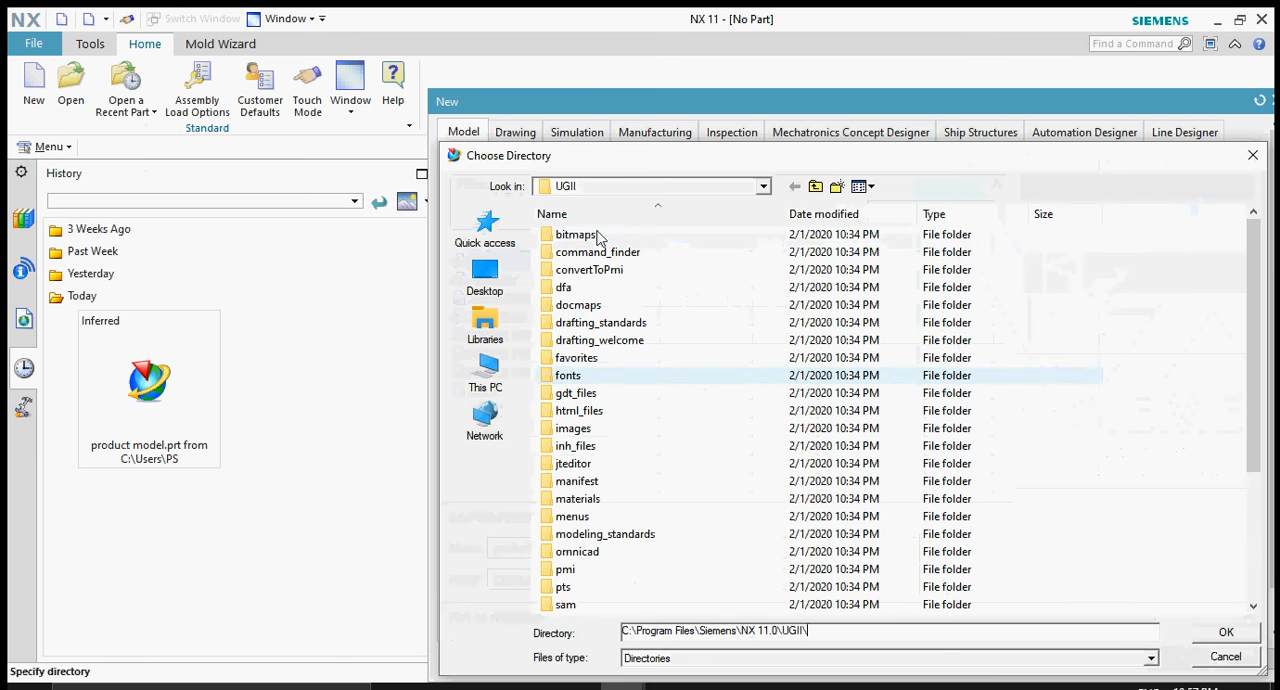 NX Switch Window Window NX 11 - [No Part] SIEMENS
File Tools Home Mold Wizard Find a Command
New Open Open a Recent Part Assembly Load Options Customer Defaults Touch Mode Window Help
Standard
New
Model Drawing Simulation Manufacturing Inspection Mechatronics Concept Designer Ship Structures Automation Designer Line Designer
Menu
History
3 Weeks Ago
Past Week
Yesterday
Today
Inferred
product model.prt from
C:\Users\PS
Choose Directory
Look in: UGII
Quick access
Desktop
Libraries
This PC
Network
Name Date modified Type Size
bitmaps 2/1/2020 10:34 PM File folder
command_finder 2/1/2020 10:34 PM File folder
convertToPmi 2/1/2020 10:34 PM File folder
dfa 2/1/2020 10:34 PM File folder
docmaps 2/1/2020 10:34 PM File folder
drafting_standards 2/1/2020 10:34 PM File folder
drafting_welcome 2/1/2020 10:34 PM File folder
favorites 2/1/2020 10:34 PM File folder
fonts 2/1/2020 10:34 PM File folder
gdt_files 2/1/2020 10:34 PM File folder
html_files 2/1/2020 10:34 PM File folder
images 2/1/2020 10:34 PM File folder
inh_files 2/1/2020 10:34 PM File folder
jteditor 2/1/2020 10:34 PM File folder
manifest 2/1/2020 10:34 PM File folder
materials 2/1/2020 10:34 PM File folder
menus 2/1/2020 10:34 PM File folder
modeling_standards 2/1/2020 10:34 PM File folder
omnicad 2/1/2020 10:34 PM File folder
pmi 2/1/2020 10:34 PM File folder
pts 2/1/2020 10:34 PM File folder
sam 2/1/2020 10:34 PM File folder
Directory: C:\Program Files\Siemens\NX 11.0\UGII\ OK
Files of type: Directories Cancel
Specify directory